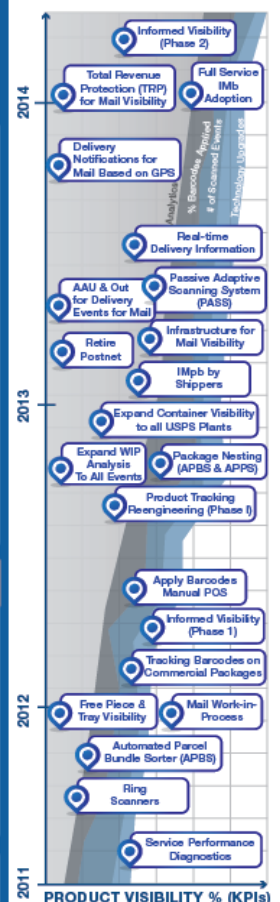 Informed Visibility
(Phase 2)
Total Revenue
Protection (TRP)
for Mail Visibility
Full Service
IMb
Adoption
2014
Delivery
Notifications for
Mail Based on GPS
Analytics
% Barcodes Applied
# of Scanned Events
Technology Upgrades
Real-time
Delivery Information
AAU & Out
for Delivery
Events for Mail
Passive Adaptive
Scanning System
(PASS)
Retire
Postnet
Infrastructure for
Mail Visibility
IMpb by
Shippers
2013
Expand Container Visibility
to all USPS Plants
Expand WIP
Analysis
To All Events
Package Nesting
(APBS & APPS)
Product Tracking
Reengineering (Phase I)
Apply Barcodes
Manual POS
Informed Visibility
(Phase 1)
Tracking Barcodes on
Commercial Packages
2012
Free Piece &
Tray Visibility
Mail Work-in-
Process
Automated Parcel
Bundle Sorter (APBS)
Ring
Scanners
Service Performance
Diagnostics
2011
PRODUCT VISIBILITY % (KPIs)